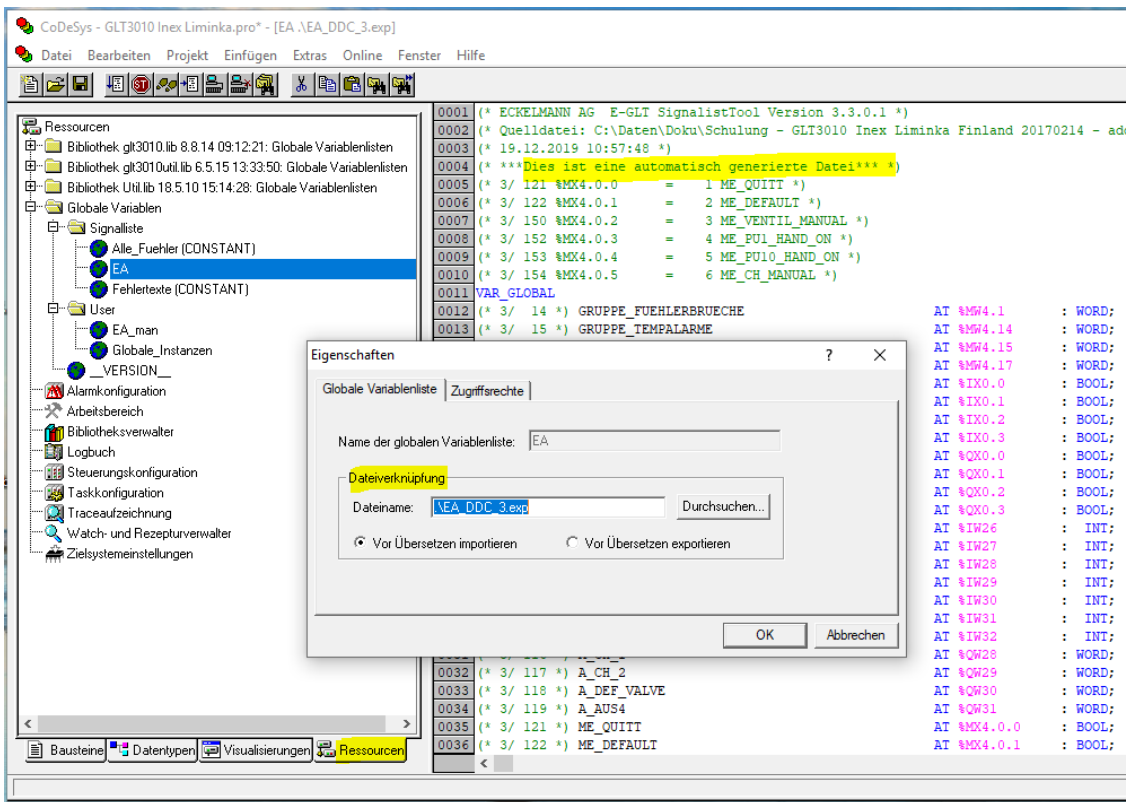 CoDeSys - GLT3010 Inex Liminka.pro* - [EA .\EA_DDC_3.exp]
Datei Bearbeiten Projekt Einfügen Extras Online Fenster Hilfe
Ressourcen
Bibliothek glt3010.lib 8.8.14 09:12:21: Globale Variablenlisten
Bibliothek glt3010util.lib 6.5.15 13:33:50: Globale Variablenlisten
Bibliothek Util.lib 18.5.10 15:14:28: Globale Variablenlisten
Globale Variablen
Signalliste
Alle_Fuehler (CONSTANT)
EA
Fehlertexte (CONSTANT)
User
EA_man
Globale_Instanzen
__VERSION__
Alarmkonfiguration
Arbeitsbereich
Bibliotheksverwalter
Logbuch
Steuerungskonfiguration
Taskkonfiguration
Traceaufzeichnung
Watch- und Rezepturverwalter
Zielsystemeinstellungen
Bausteine Datentypen Visualisierungen Ressourcen
0001 (* ECKELMANN AG E-GLT SignalistTool Version 3.3.0.1 *)
0002 (* Quelldatei: C:\Daten\Doku\Schulung - GLT3010 Inex Liminka Finland 20170214 - add
0003 (* 19.12.2019 10:57:48 *)
0004 (* ***Dies ist eine automatisch generierte Datei*** *)
0005 (* 3/ 121 %MX4.0.0 = 1 ME_QUITT *)
0006 (* 3/ 122 %MX4.0.1 = 2 ME_DEFAULT *)
0007 (* 3/ 150 %MX4.0.2 = 3 ME_VENTIL_MANUAL *)
0008 (* 3/ 152 %MX4.0.3 = 4 ME_PU1_HAND_ON *)
0009 (* 3/ 153 %MX4.0.4 = 5 ME_PU10_HAND_ON *)
0010 (* 3/ 154 %MX4.0.5 = 6 ME_CH_MANUAL *)
0011 VAR_GLOBAL
0012 (* 3/ 14 *) GRUPPE_FUEHLERBRUECHE AT %MW4.1 : WORD;
0013 (* 3/ 15 *) GRUPPE_TEMPALARME AT %MW4.14 : WORD;
AT %MW4.15 : WORD;
AT %MW4.17 : WORD;
AT %IX0.0 : BOOL;
AT %IX0.1 : BOOL;
AT %IX0.2 : BOOL;
AT %IX0.3 : BOOL;
AT %QX0.0 : BOOL;
AT %QX0.1 : BOOL;
AT %QX0.2 : BOOL;
AT %QX0.3 : BOOL;
AT %IW26 : INT;
AT %IW27 : INT;
AT %IW28 : INT;
AT %IW29 : INT;
AT %IW30 : INT;
AT %IW31 : INT;
AT %IW32 : INT;
AT %QW28 : WORD;
0032 (* 3/ 117 *) A_CH_2 AT %QW29 : WORD;
0033 (* 3/ 118 *) A_DEF_VALVE AT %QW30 : WORD;
0034 (* 3/ 119 *) A_AUS4 AT %QW31 : WORD;
0035 (* 3/ 121 *) ME_QUITT AT %MX4.0.0 : BOOL;
0036 (* 3/ 122 *) ME_DEFAULT AT %MX4.0.1 : BOOL;
Eigenschaften
Globale Variablenliste Zugriffsrechte
Name der globalen Variablenliste: EA
Dateiverknüpfung
Dateiname: .\EA_DDC_3.exp Durchsuchen...
Vor Übersetzen importieren Vor Übersetzen exportieren
OK Abbrechen